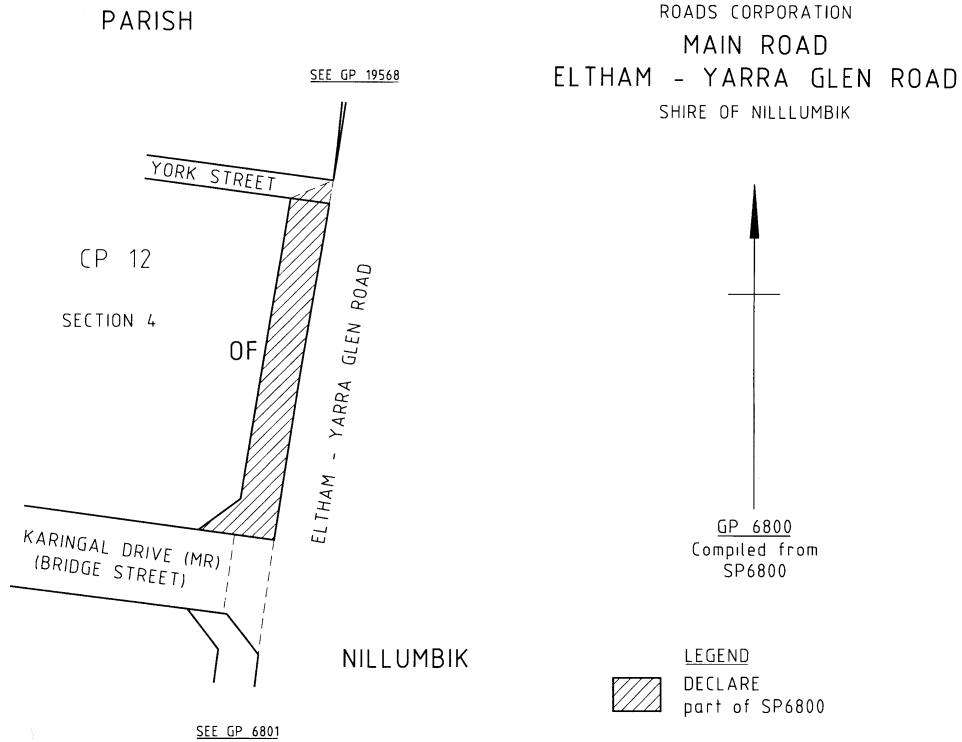 PARISH
SEE GP 19568
YORK STREET
CP 12
SECTION 4
OF
ELTHAM - YARRA GLEN ROAD
KARINGAL DRIVE (MR)
(BRIDGE STREET)
NILLUMBIK
SEE GP 6801
ROADS CORPORATION
MAIN ROAD
ELTHAM - YARRA GLEN ROAD
SHIRE OF NILLLUMBIK
GP 6800
Compiled from
SP6800
LEGEND
DECLARE
part of SP6800